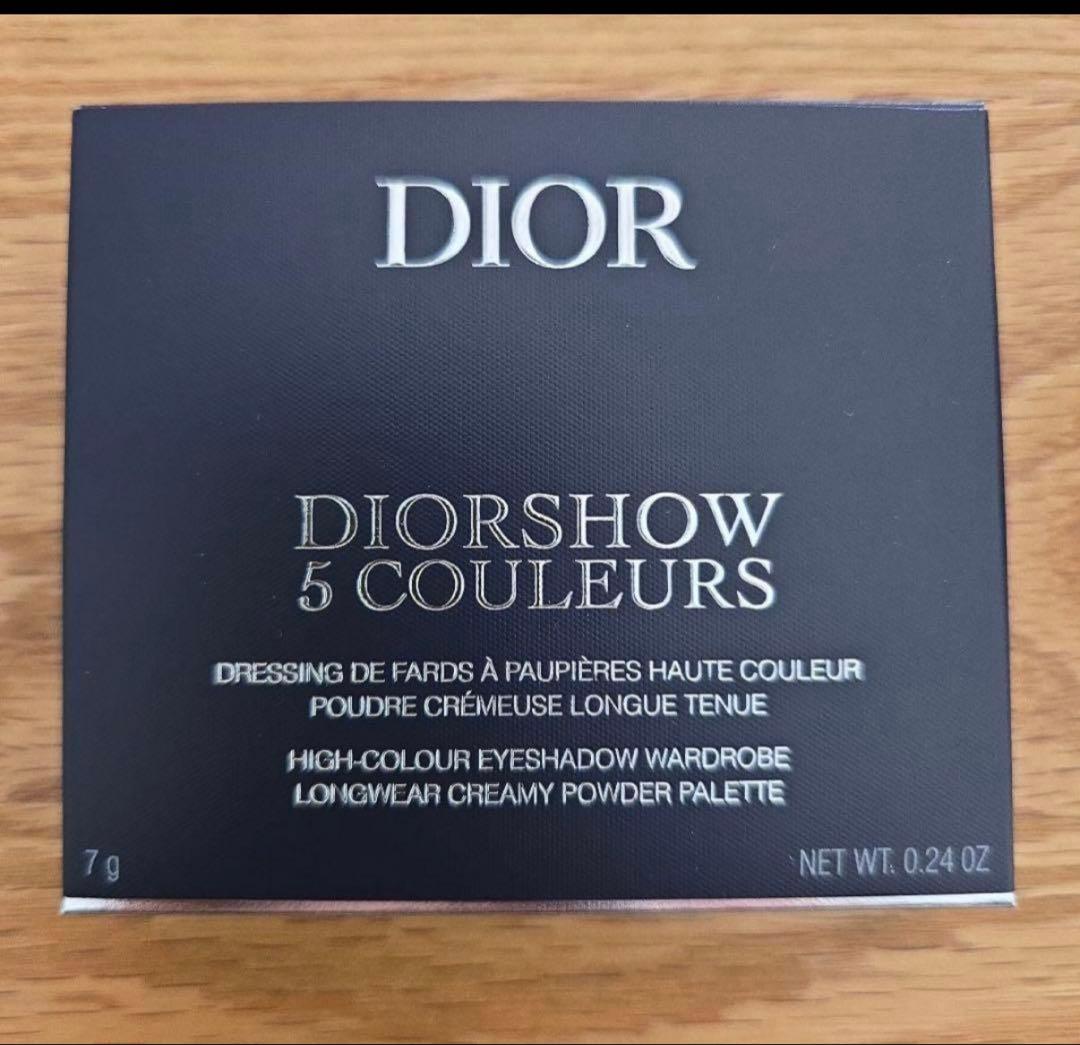 DIOR
DIORSHOW
5 COULEURS
DRESSING DE FARDS À PAUPIÈRES HAUTE COULEUR
POUDRE CRÉMEUSE LONGUE TENUE
HIGH-COLOUR EYESHADOW WARDROBE
LONGWEAR CREAMY POWDER PALETTE
7 g
NET WT. 0.24 OZ